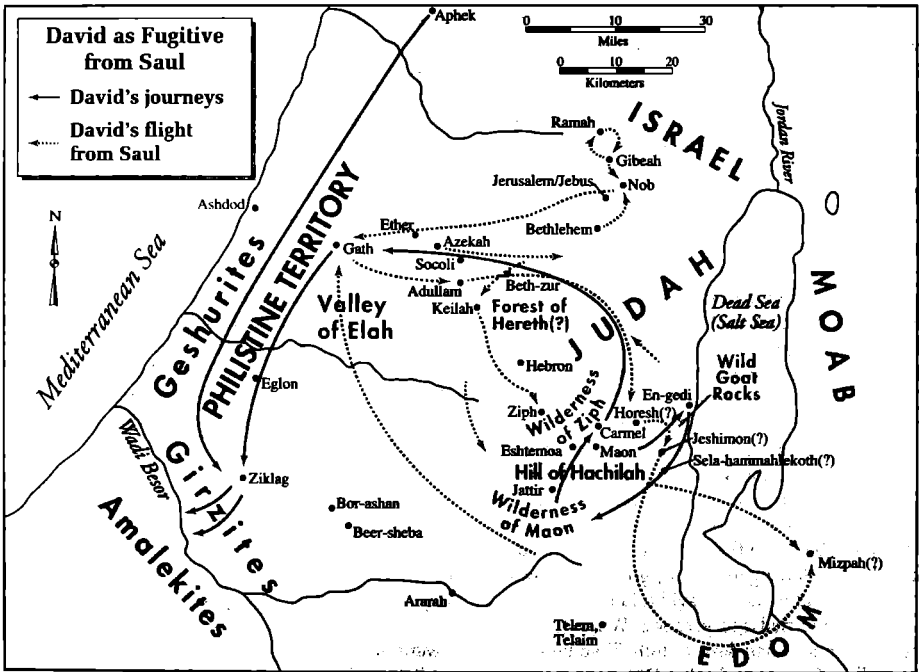 David as Fugitive
from Saul
David's journeys
David's flight
from Saul
Aphek
0 10 30
Miles
0 10 20
Kilometers
Ramah
ISRAEL
Jordan River
Gibeah
Jerusalem/Jebus
Nob
N
Ashdod
Bethlehem
Ether
Gath
Azekah
Socoli
Mediterranean Sea
Geshurites
PHILISTINE TERRITORY
Adullam
Beth-zur
Keilah
Valley
of Elah
Forest of
Hereth(?)
JUDAH
Dead Sea
(Salt Sea)
MOAB
Hebron
Wild
Goat
Rocks
Eglon
En-gedi
Ziph
Wilderness
of Ziph
Horesh(?)
Carmel
Jeshimon(?)
Eshtemoa
Maon
Sela-hammahlekoth(?)
Hill of Hachilah
Wadi Besor
Girzites
Ziklag
Jattir
Wilderness
of Maon
Bor-ashan
Beer-sheba
Amalekites
Mizpah(?)
Ararah
Telem,
Telaim
EDOM